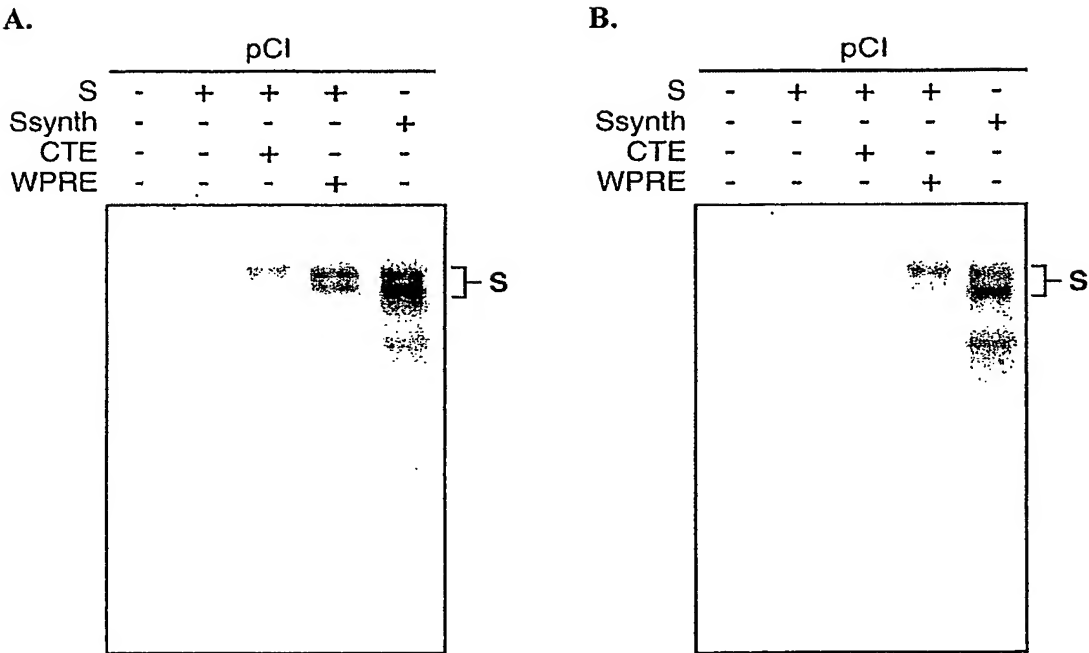 A.
pCI
S - + + + -
Ssynth - - - - +
CTE - - + - -
WPRE - - - + -
S
B.
pCI
S - + + + -
Ssynth - - - - +
CTE - - + - -
WPRE - - - + -
S